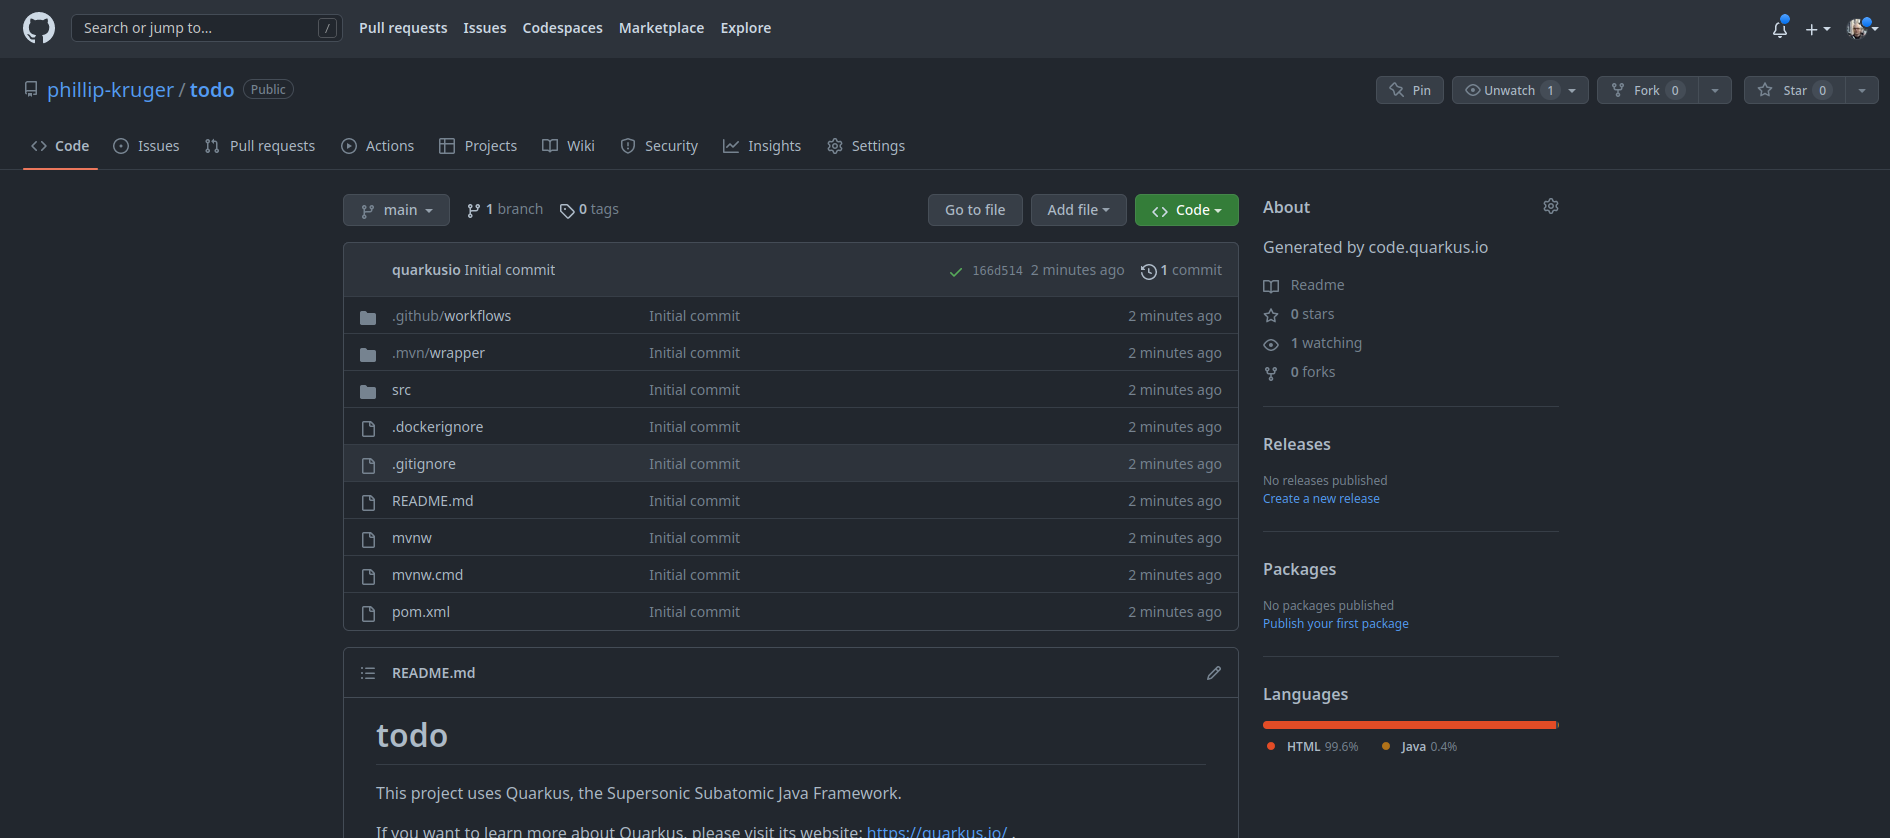 Search or jump to... /
Pull requests Issues Codespaces Marketplace Explore
phillip-kruger / todo Public
Pin Unwatch 1 Fork 0 Star 0
Code Issues Pull requests Actions Projects Wiki Security Insights Settings
main 1 branch 0 tags Go to file Add file Code
quarkusio Initial commit 166d514 2 minutes ago 1 commit
.github/workflows Initial commit 2 minutes ago
.mvn/wrapper Initial commit 2 minutes ago
src Initial commit 2 minutes ago
.dockerignore Initial commit 2 minutes ago
.gitignore Initial commit 2 minutes ago
README.md Initial commit 2 minutes ago
mvnw Initial commit 2 minutes ago
mvnw.cmd Initial commit 2 minutes ago
pom.xml Initial commit 2 minutes ago
README.md
todo
This project uses Quarkus, the Supersonic Subatomic Java Framework.
If you want to learn more about Quarkus, please visit its website: https://quarkus.io/ .
About
Generated by code.quarkus.io
Readme
0 stars
1 watching
0 forks
Releases
No releases published
Create a new release
Packages
No packages published
Publish your first package
Languages
HTML 99.6% Java 0.4%